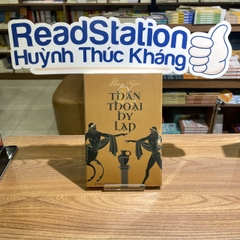 ReadStation
Huỳnh Thúc Kháng
THẦN
THOẠI
HY LẠP